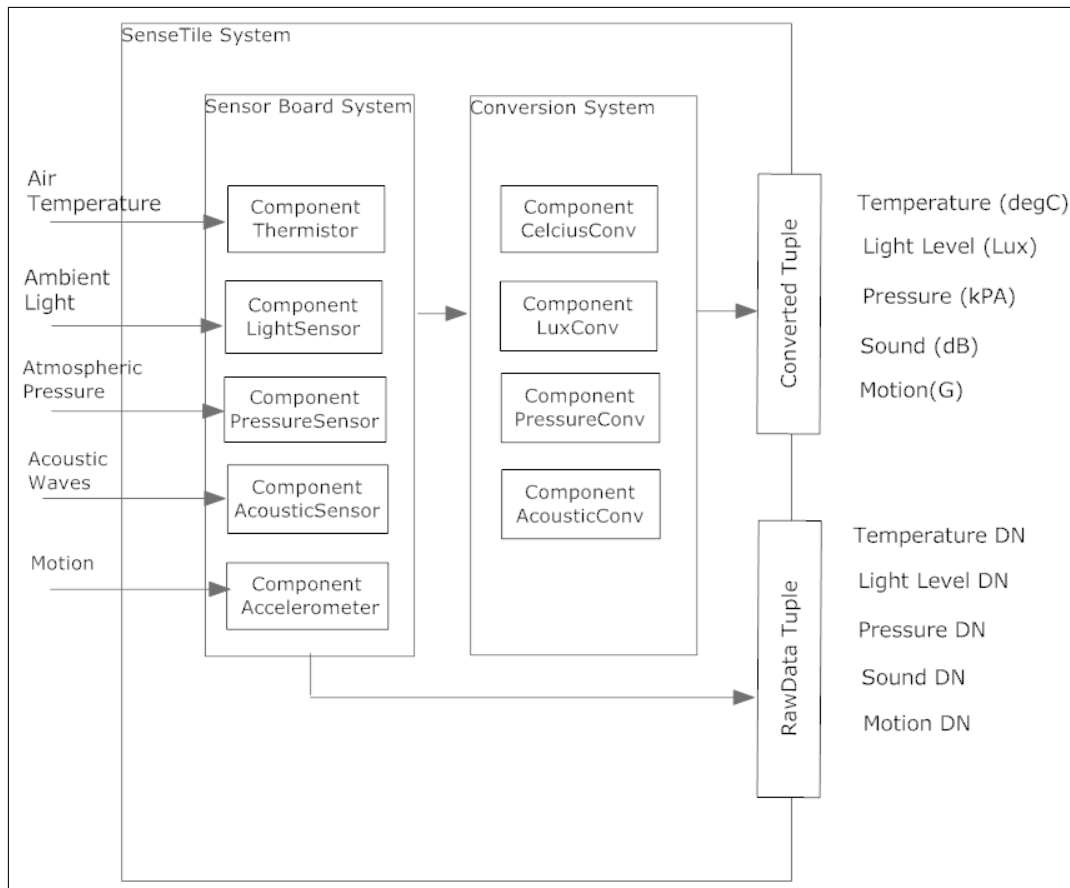 SenseTile System
Sensor Board System
Conversion System
Air
Temperature
Component
Thermistor
Component
CelciusConv
Ambient
Light
Component
LightSensor
Component
LuxConv
Atmospheric
Pressure
Component
PressureSensor
Component
PressureConv
Acoustic
Waves
Component
AcousticSensor
Component
AcousticConv
Motion
Component
Accelerometer
Converted Tuple
Temperature (degC)
Light Level (Lux)
Pressure (kPA)
Sound (dB)
Motion(G)
RawData Tuple
Temperature DN
Light Level DN
Pressure DN
Sound DN
Motion DN